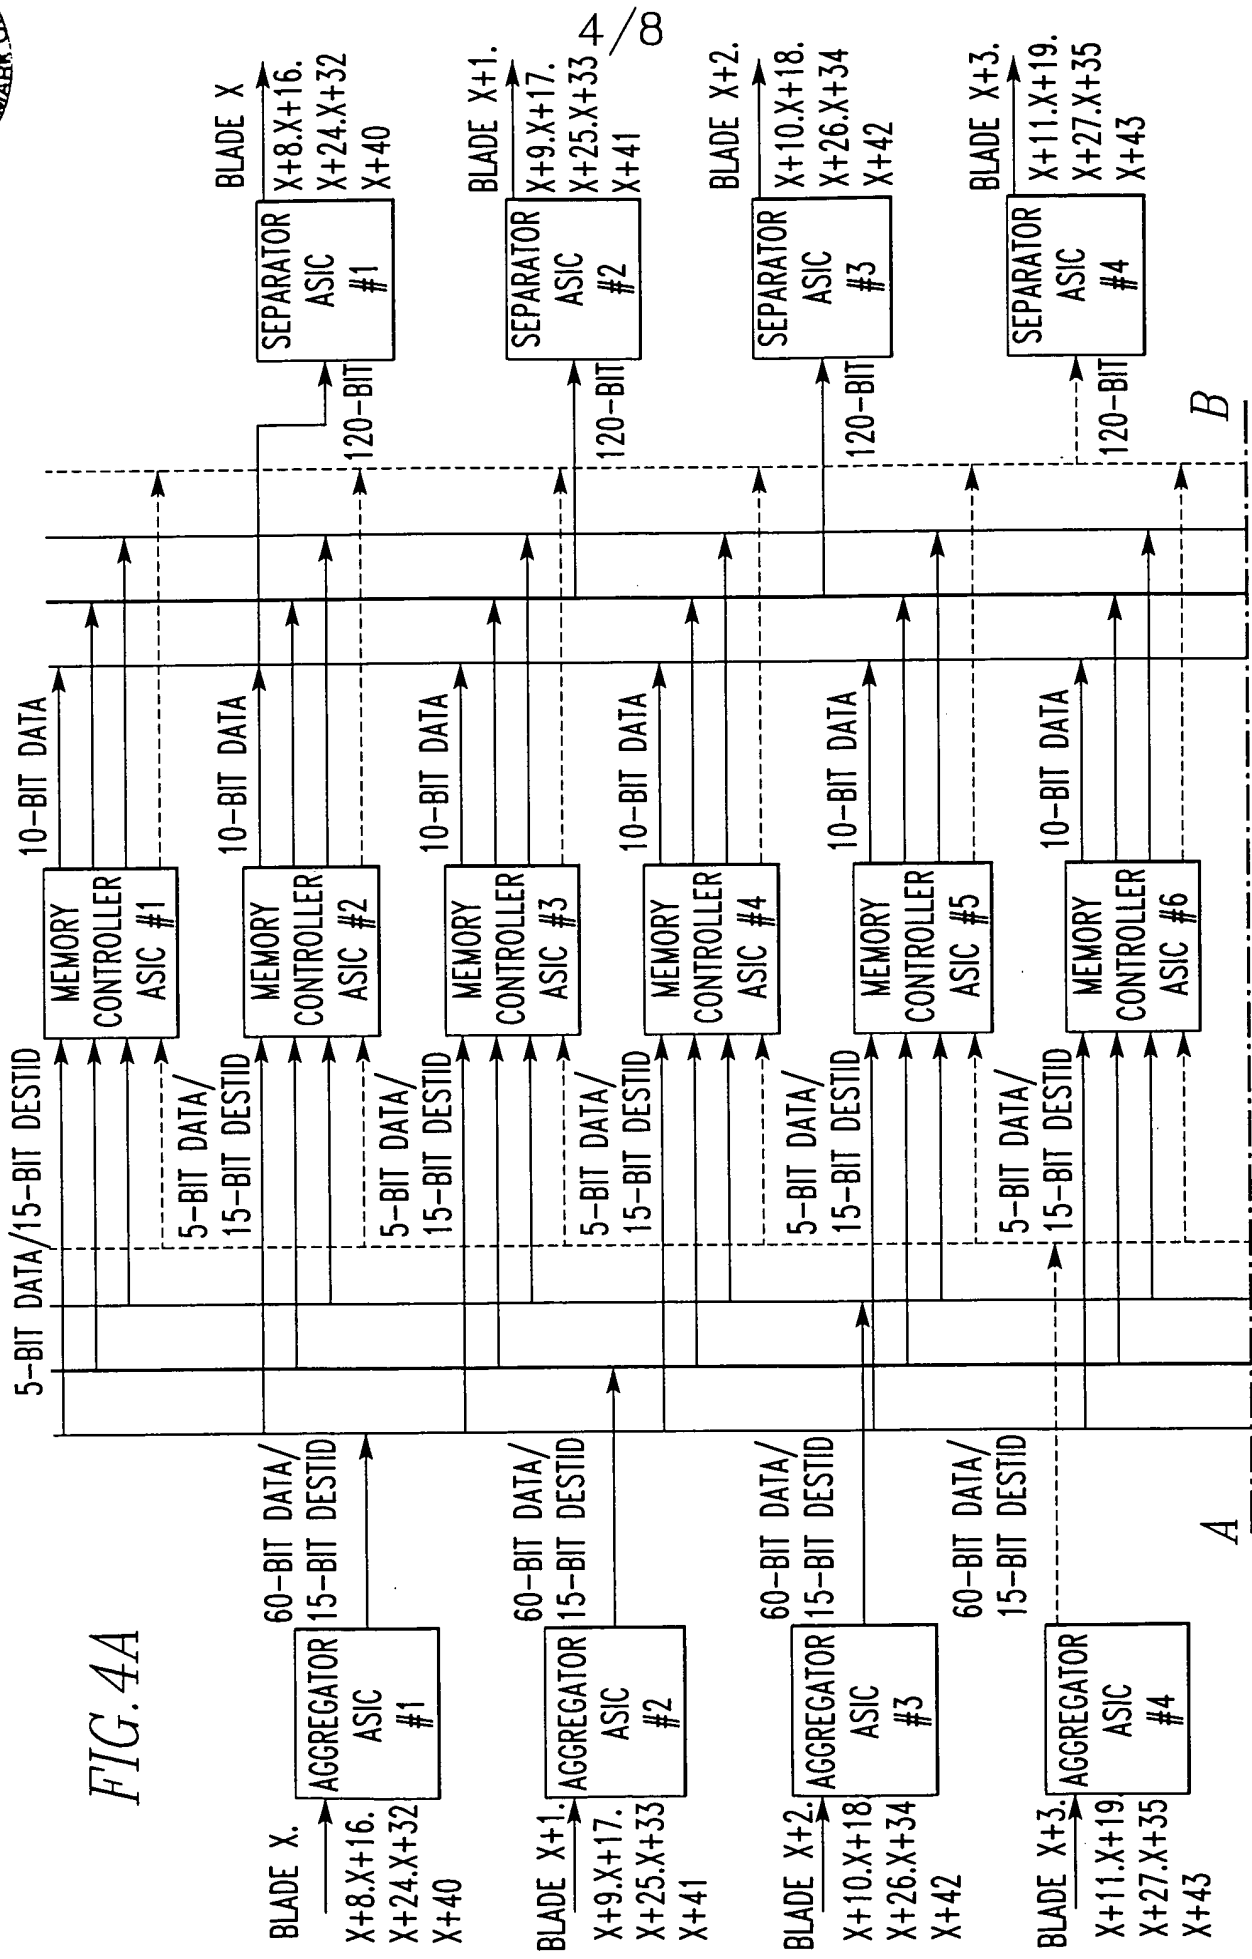 4/8
FIG. 4A
BLADE X.
X+8.X+16.
X+24.X+32
X+40
AGGREGATOR
ASIC
#1
60-BIT DATA/
15-BIT DESTID
BLADE X+1.
X+9.X+17.
X+25.X+33
X+41
AGGREGATOR
ASIC
#2
60-BIT DATA/
15-BIT DESTID
BLADE X+2.
X+10.X+18.
X+26.X+34
X+42
AGGREGATOR
ASIC
#3
60-BIT DATA/
15-BIT DESTID
BLADE X+3.
X+11.X+19.
X+27.X+35
X+43
AGGREGATOR
ASIC
#4
60-BIT DATA/
15-BIT DESTID
A
5-BIT DATA/15-BIT DESTID
5-BIT DATA/
15-BIT DESTID
5-BIT DATA/
15-BIT DESTID
5-BIT DATA/
15-BIT DESTID
5-BIT DATA/
15-BIT DESTID
5-BIT DATA/
15-BIT DESTID
MEMORY
CONTROLLER
ASIC #1
MEMORY
CONTROLLER
ASIC #2
MEMORY
CONTROLLER
ASIC #3
MEMORY
CONTROLLER
ASIC #4
MEMORY
CONTROLLER
ASIC #5
MEMORY
CONTROLLER
ASIC #6
10-BIT DATA
10-BIT DATA
10-BIT DATA
10-BIT DATA
10-BIT DATA
10-BIT DATA
120-BIT
SEPARATOR
ASIC
#1
BLADE X
X+8.X+16.
X+24.X+32
X+40
120-BIT
SEPARATOR
ASIC
#2
BLADE X+1.
X+9.X+17.
X+25.X+33
X+41
120-BIT
SEPARATOR
ASIC
#3
BLADE X+2.
X+10.X+18.
X+26.X+34
X+42
120-BIT
SEPARATOR
ASIC
#4
BLADE X+3.
X+11.X+19.
X+27.X+35
X+43
B